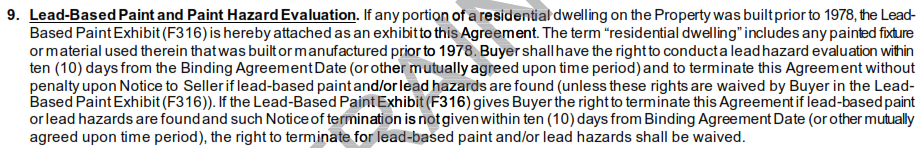 9. Lead-Based Paint and Paint Hazard Evaluation. If any portion of a residential dwelling on the Property was built prior to 1978, the Lead-
Based Paint Exhibit (F316) is hereby attached as an exhibit to this Agreement. The term “residential dwelling” includes any painted fixture
or material used therein that was built or manufactured prior to 1978. Buyer shall have the right to conduct a lead hazard evaluation within
ten (10) days from the Binding Agreement Date (or other mutually agreed upon time period) and to terminate this Agreement without
penalty upon Notice to Seller if lead-based paint and/or lead hazards are found (unless these rights are waived by Buyer in the Lead-
Based Paint Exhibit (F316)). If the Lead-Based Paint Exhibit (F316) gives Buyer the right to terminate this Agreement if lead-based paint
or lead hazards are found and such Notice of termination is not given within ten (10) days from Binding Agreement Date (or other mutually
agreed upon time period), the right to terminate for lead-based paint and/or lead hazards shall be waived.